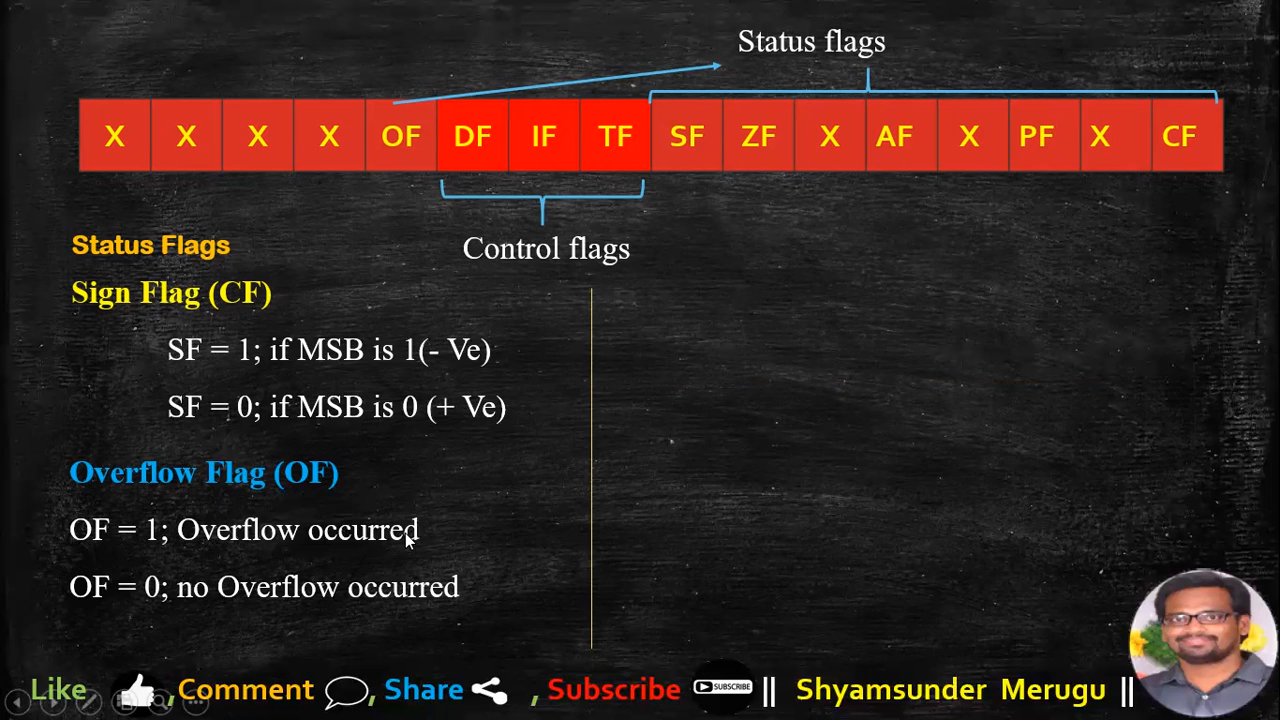 Status flags
X X X X OF DF IF TF SF ZF X AF X PF X CF
Control flags
Status Flags
Sign Flag (CF)
SF = 1; if MSB is 1(- Ve)
SF = 0; if MSB is 0 (+ Ve)
Overflow Flag (OF)
OF = 1; Overflow occurred
OF = 0; no Overflow occurred
Like , Comment , Share , Subscribe SUBSCRIBE || Shyamsunder Merugu ||